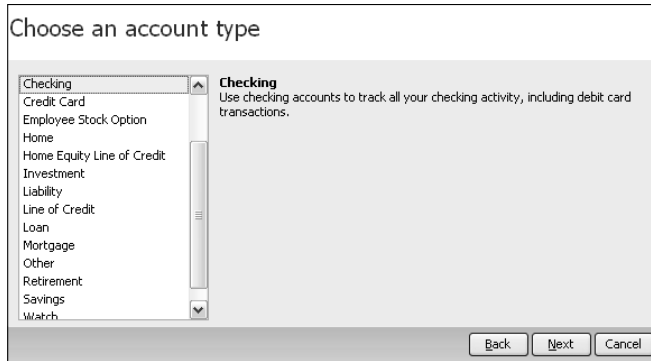 Choose an account type
Checking
Credit Card
Employee Stock Option
Home
Home Equity Line of Credit
Investment
Liability
Line of Credit
Loan
Mortgage
Other
Retirement
Savings
Watch
Checking
Use checking accounts to track all your checking activity, including debit card
transactions.
Back
Next
Cancel